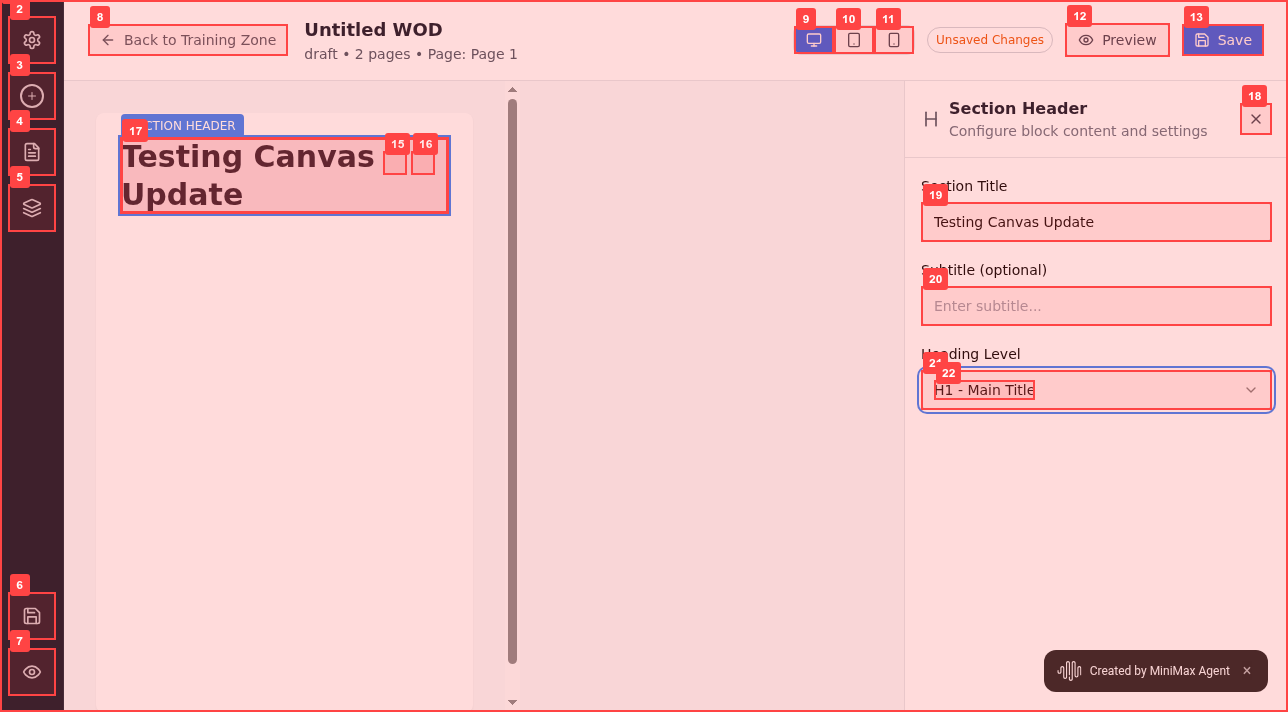 2
3
4
5
6
7
8
Back to Training Zone
Untitled WOD
draft • 2 pages • Page: Page 1
9
10
11
Unsaved Changes
12
Preview
13
Save
17
CTION HEADER
15
16
Testing Canvas
Update
Section Header
Configure block content and settings
18
Section Title
19
Testing Canvas Update
Subtitle (optional)
20
Enter subtitle...
Heading Level
21
22
H1 - Main Title
Created by MiniMax Agent